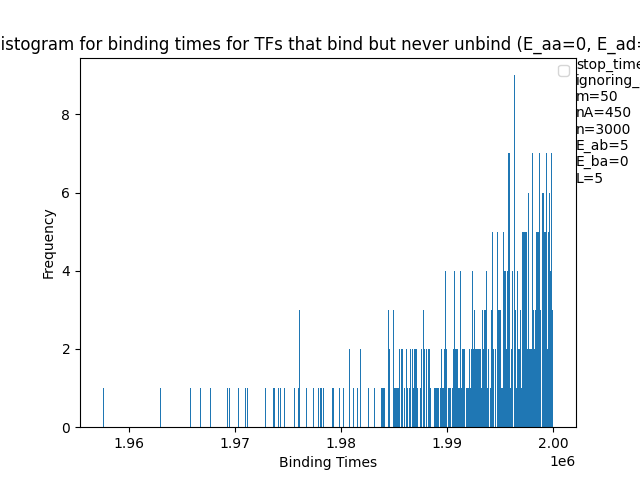 istogram for binding times for TFs that bind but never unbind (E_aa=0, E_ad=
stop_time
ignoring_
m=50
nA=450
n=3000
E_ab=5
E_ba=0
L=5
Frequency
8
6
4
2
0
1.96
1.97
1.98
1.99
2.00
1e6
Binding Times